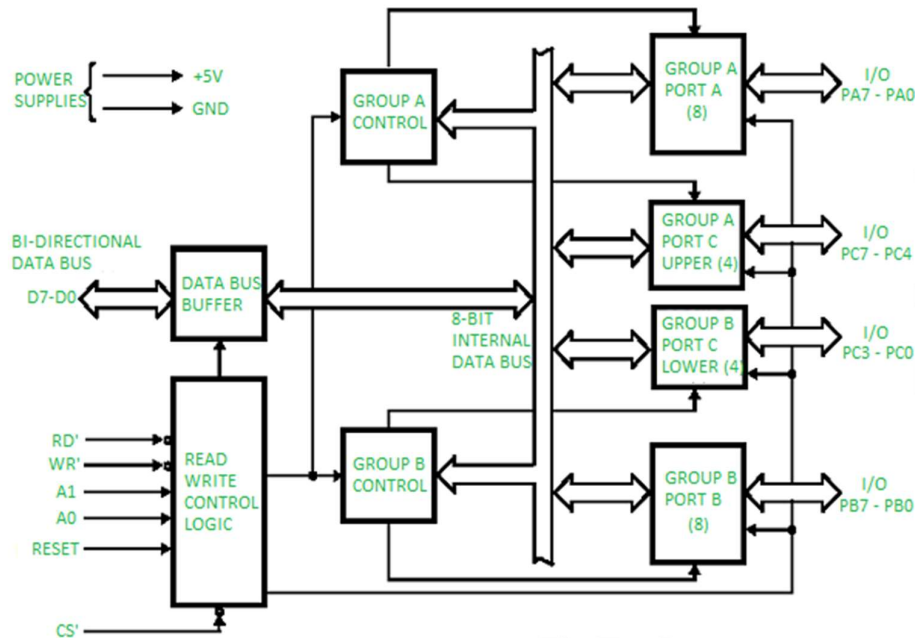 POWER
SUPPLIES
+5V
GND
GROUP A
CONTROL
GROUP A
PORT A
(8)
I/O
PA7 - PA0
GROUP A
PORT C
UPPER (4)
I/O
PC7 - PC4
BI-DIRECTIONAL
DATA BUS
D7-D0
DATA BUS
BUFFER
8-BIT
INTERNAL
DATA BUS
GROUP B
PORT C
LOWER (4)
I/O
PC3 - PC0
RD'
WR'
A1
A0
RESET
CS'
READ
WRITE
CONTROL
LOGIC
GROUP B
CONTROL
GROUP B
PORT B
(8)
I/O
PB7 - PB0